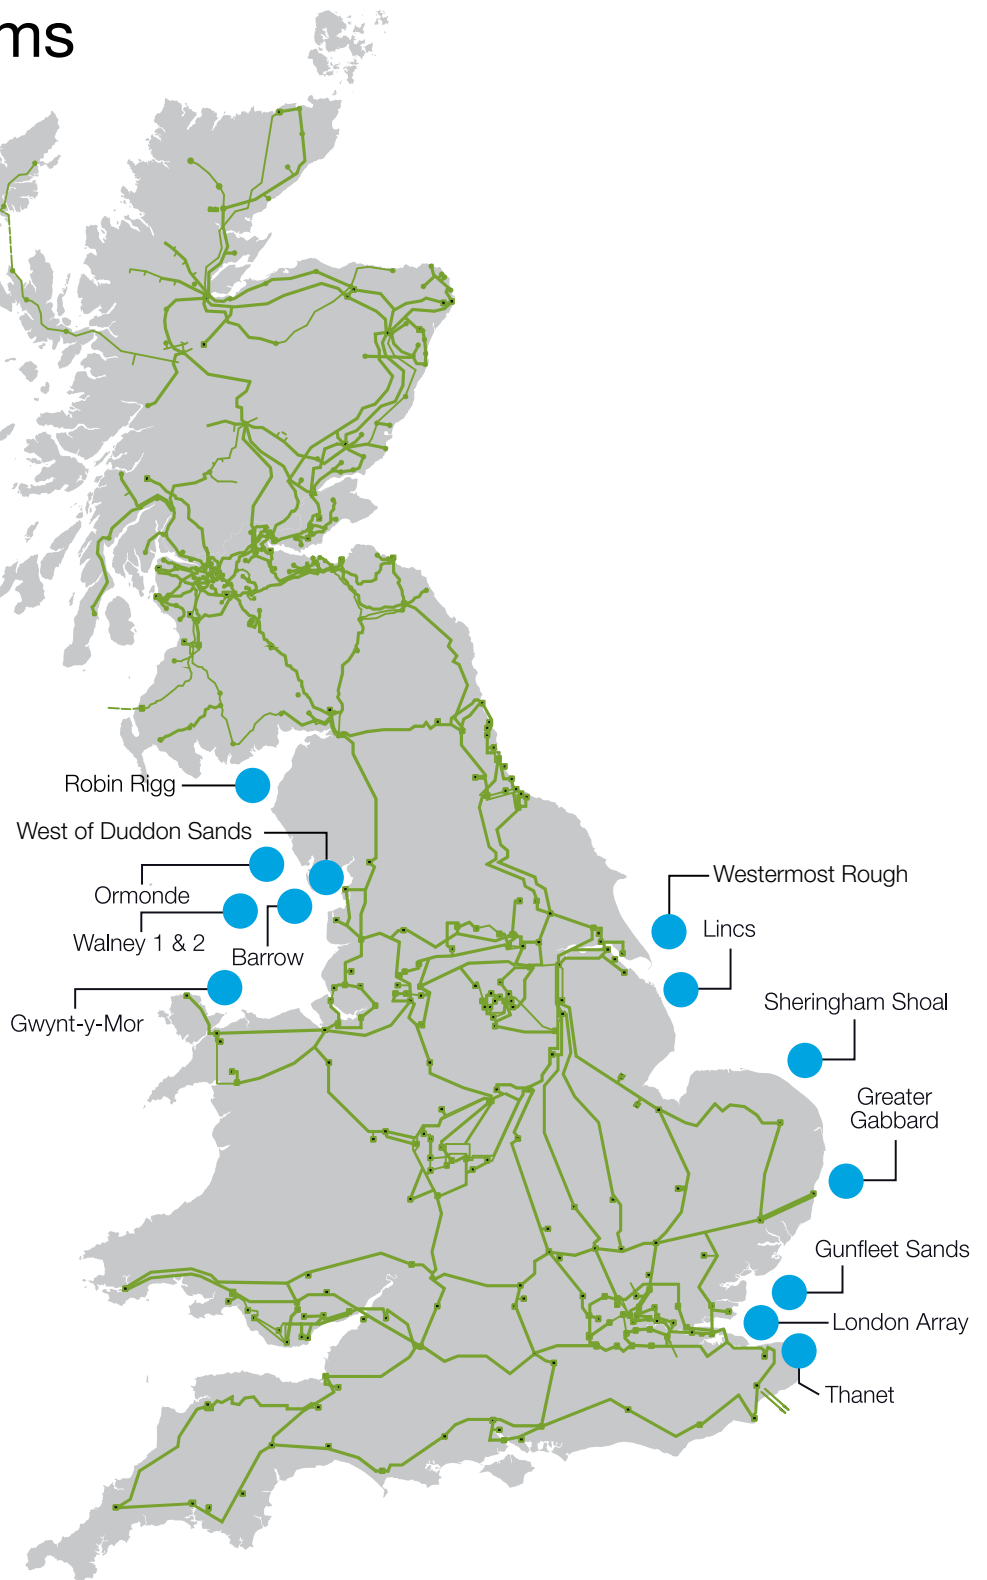 ms
Robin Rigg
West of Duddon Sands
Ormonde
Walney 1 & 2
Barrow
Gwynt-y-Mor
Westermost Rough
Lincs
Sheringham Shoal
Greater
Gabbard
Gunfleet Sands
London Array
Thanet